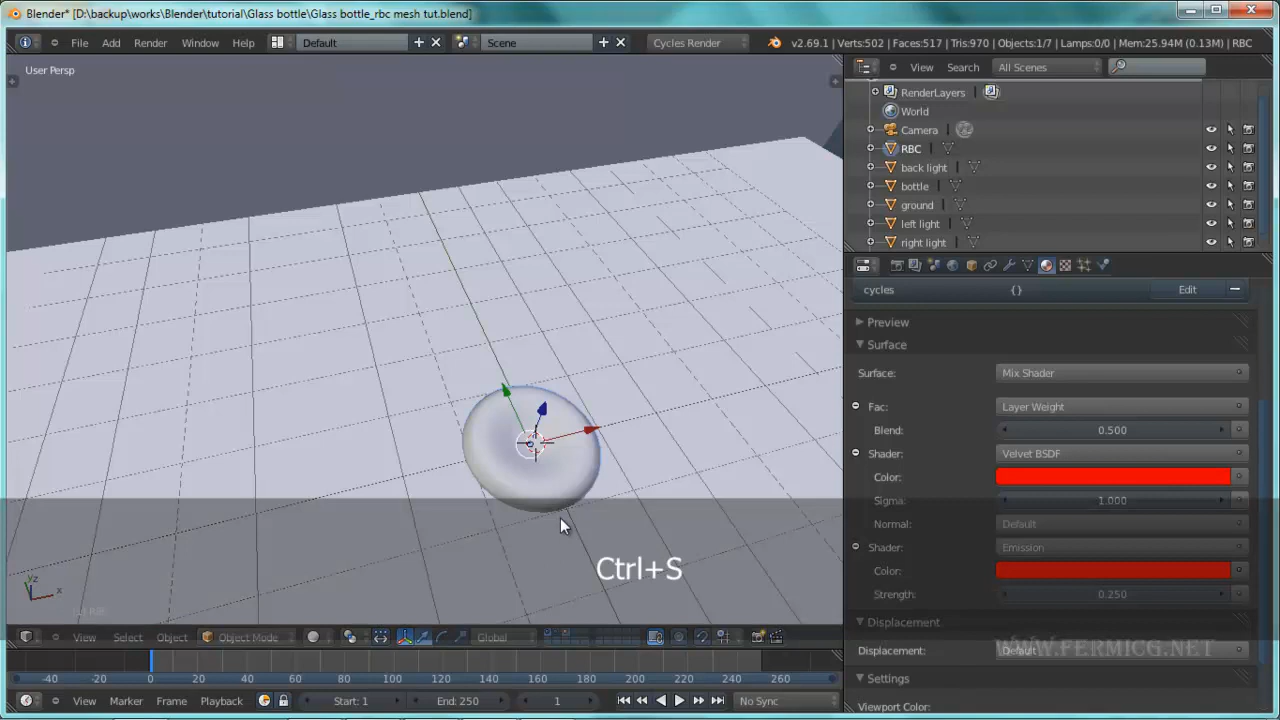 Blender* [D:\backup\works\Blender\tutorial\Glass bottle\Glass bottle_rbc mesh tut.blend]
File Add Render Window Help Default Scene Cycles Render v2.69.1 | Verts:502 | Faces:517 | Tris:970 | Objects:1/7 | Lamps:0/0 | Mem:25.94M (0.13M) | RBC
User Persp
View Search All Scenes
RenderLayers
World
Camera
RBC
back light
bottle
ground
left light
right light
cycles {} Edit
Preview
Surface
Surface: Mix Shader
Fac: Layer Weight
Blend: 0.500
Shader: Velvet BSDF
Color:
Sigma: 1.000
Normal: Default
Shader: Emission
Color:
Strength: 0.250
Displacement
Displacement: Default
WWW.FERMICG.NET
Settings
Viewport Color:
Ctrl+S
yz
x
View Select Object Object Mode Global
-40 -20 0 20 40 60 80 100 120 140 160 180 200 220 240 260
View Marker Frame Playback Start: 1 End: 250 1 No Sync